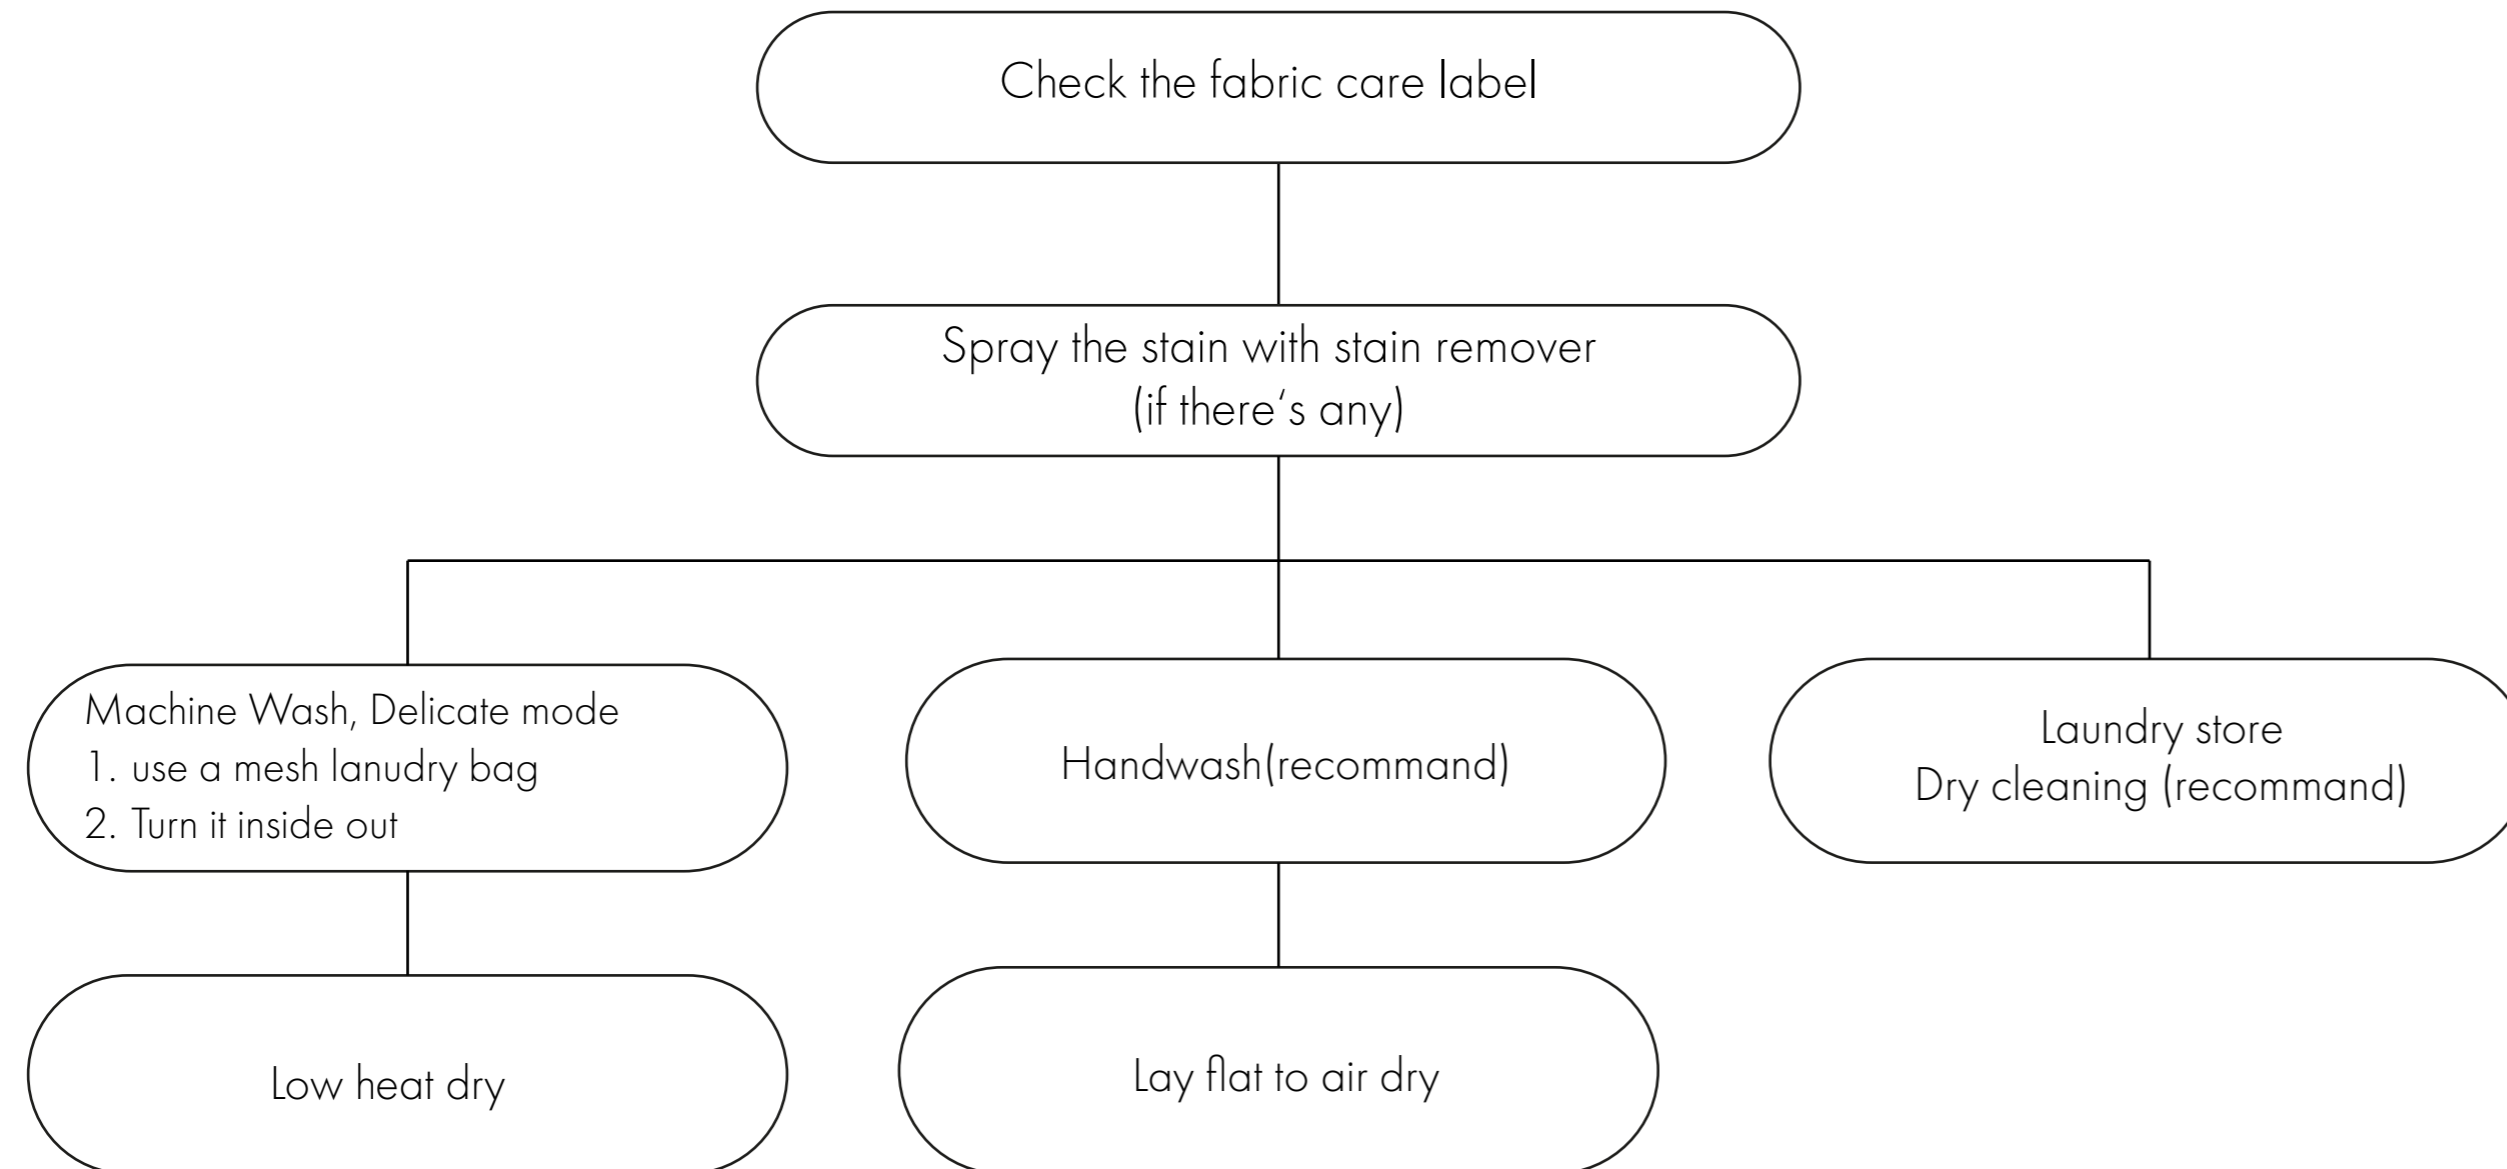 Check the fabric care label
Spray the stain with stain remover
(if there‘s any)
Machine Wash, Delicate mode
1. use a mesh lanudry bag
2. Turn it inside out
Handwash(recommand)
Laundry store
Dry cleaning (recommand)
Low heat dry
Lay flat to air dry